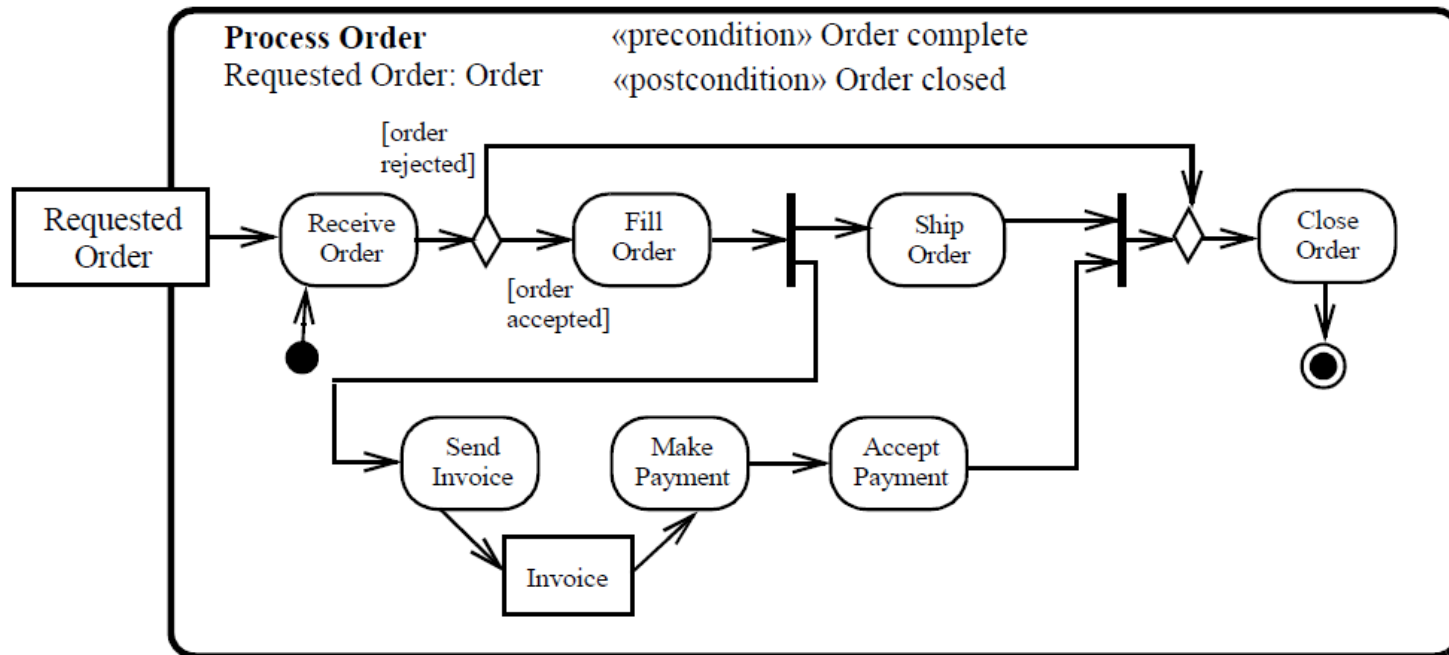 Process Order
«precondition» Order complete
Requested Order: Order
«postcondition» Order closed
[order
rejected]
Requested
Order
Receive
Order
Fill
Order
Ship
Order
Close
Order
[order
accepted]
Send
Invoice
Make
Payment
Accept
Payment
Invoice